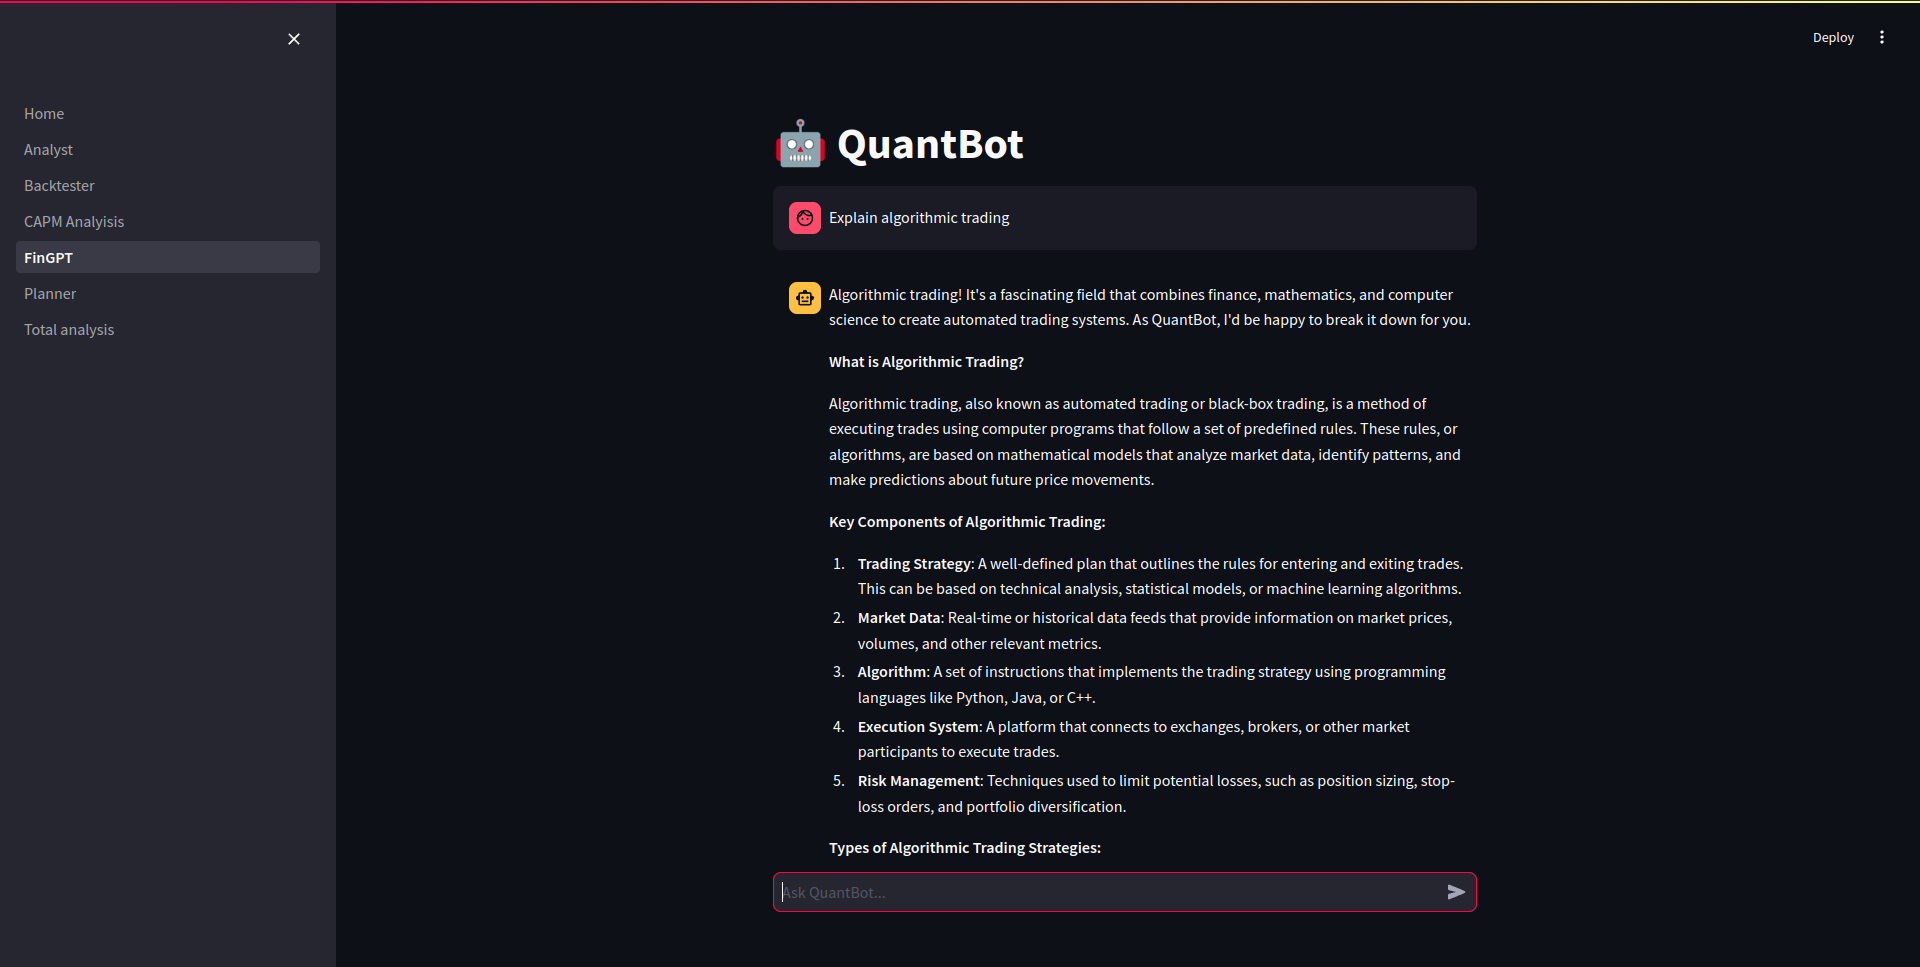 Deploy
Home
Analyst
Backtester
CAPM Analyisis
FinGPT
Planner
Total analysis
QuantBot
Explain algorithmic trading
Algorithmic trading! It's a fascinating field that combines finance, mathematics, and computer
science to create automated trading systems. As QuantBot, I'd be happy to break it down for you.
What is Algorithmic Trading?
Algorithmic trading, also known as automated trading or black-box trading, is a method of
executing trades using computer programs that follow a set of predefined rules. These rules, or
algorithms, are based on mathematical models that analyze market data, identify patterns, and
make predictions about future price movements.
Key Components of Algorithmic Trading:
1. Trading Strategy: A well-defined plan that outlines the rules for entering and exiting trades.
This can be based on technical analysis, statistical models, or machine learning algorithms.
2. Market Data: Real-time or historical data feeds that provide information on market prices,
volumes, and other relevant metrics.
3. Algorithm: A set of instructions that implements the trading strategy using programming
languages like Python, Java, or C++.
4. Execution System: A platform that connects to exchanges, brokers, or other market
participants to execute trades.
5. Risk Management: Techniques used to limit potential losses, such as position sizing, stop-
loss orders, and portfolio diversification.
Types of Algorithmic Trading Strategies:
Ask QuantBot...